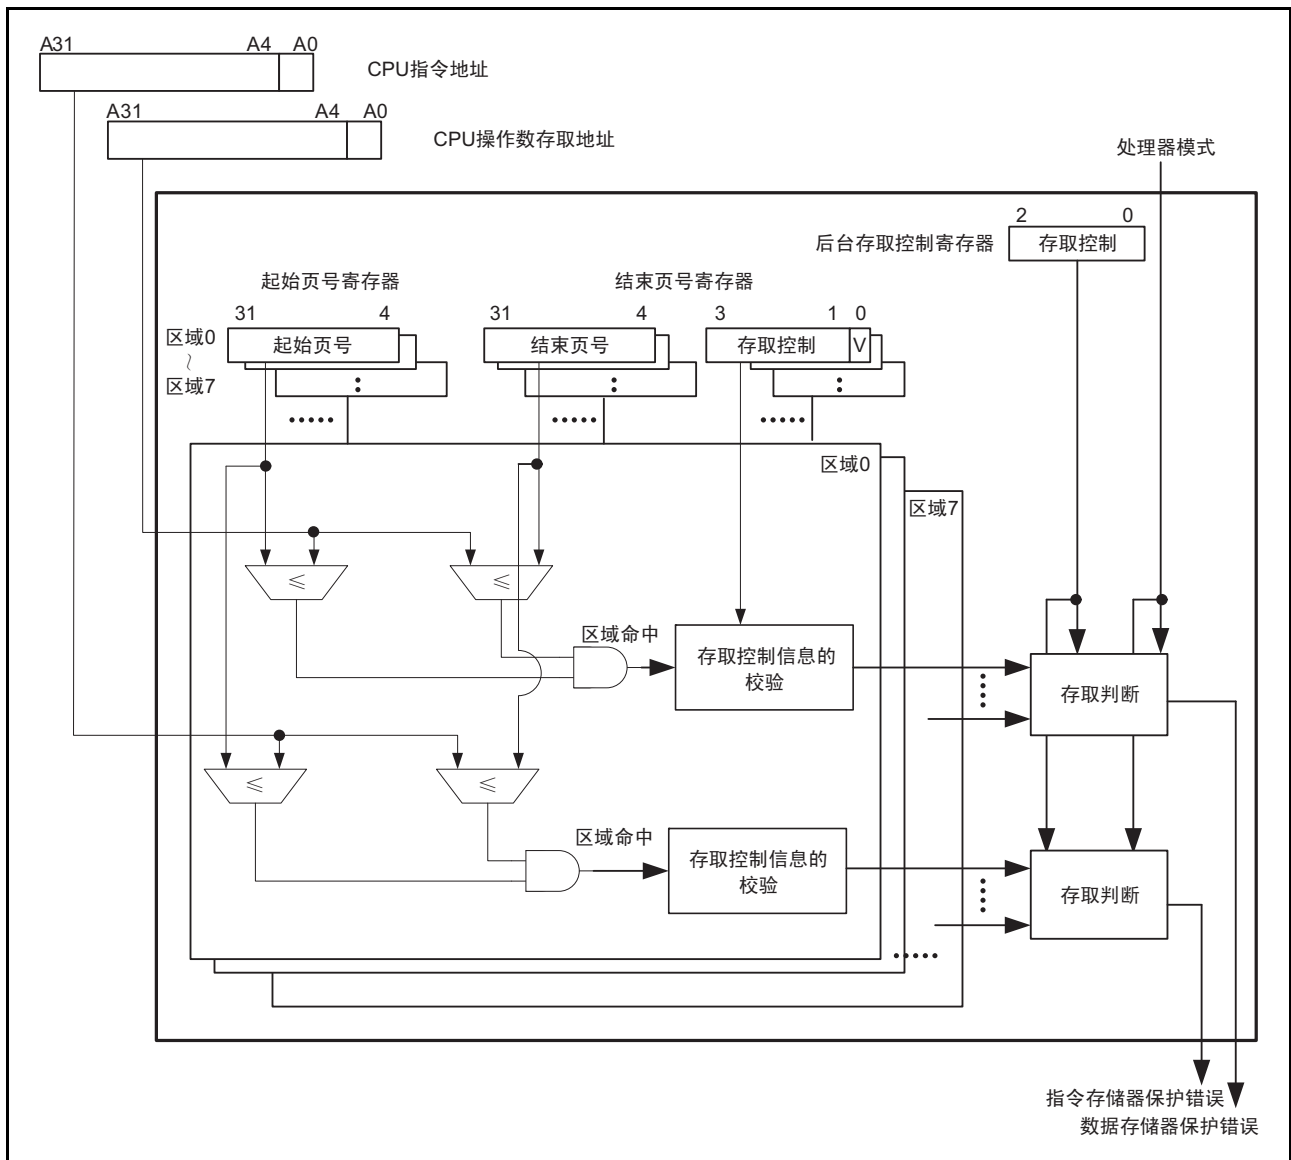 A31 A4 A0
CPU指令地址
A31 A4 A0
CPU操作数存取地址
处理器模式
2 0
后台存取控制寄存器 存取控制
起始页号寄存器 结束页号寄存器
31 4 31 4 3 1 0
区域0 起始页号 结束页号 存取控制 V
～
区域7
区域0
区域7
≤ ≤
区域命中
存取控制信息的
校验
存取判断
≤ ≤
区域命中
存取控制信息的
校验
存取判断
指令存储器保护错误
数据存储器保护错误